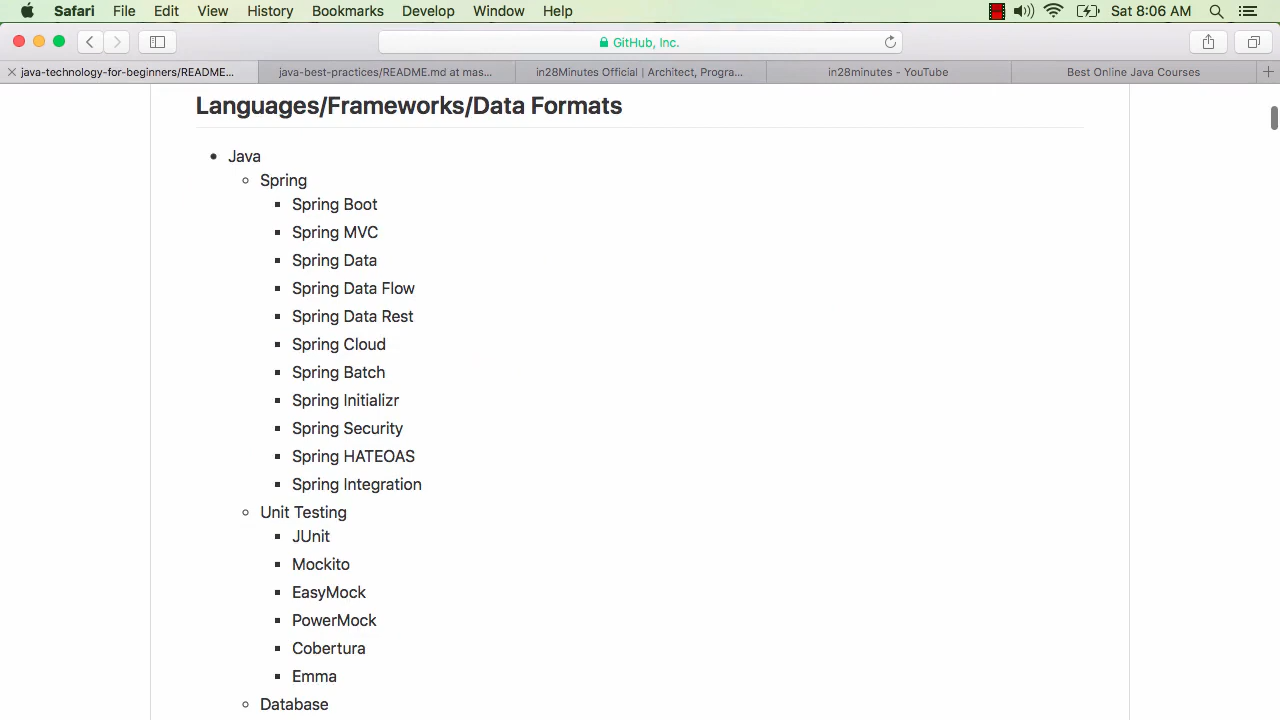 Safari File Edit View History Bookmarks Develop Window Help Sat 8:06 AM
GitHub, Inc.
java-technology-for-beginners/README... java-best-practices/README.md at mas... in28Minutes Official | Architect, Progra... in28minutes - YouTube Best Online Java Courses
Languages/Frameworks/Data Formats
Java
Spring
Spring Boot
Spring MVC
Spring Data
Spring Data Flow
Spring Data Rest
Spring Cloud
Spring Batch
Spring Initializr
Spring Security
Spring HATEOAS
Spring Integration
Unit Testing
JUnit
Mockito
EasyMock
PowerMock
Cobertura
Emma
Database